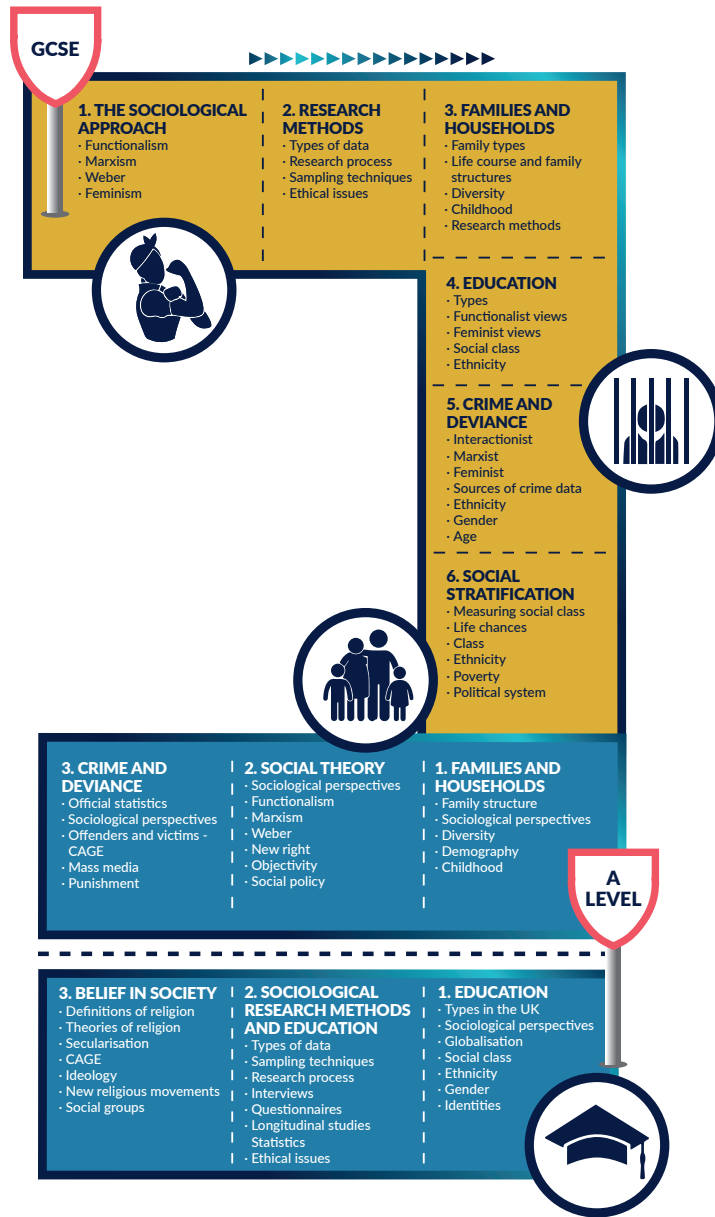 GCSE
1. THE SOCIOLOGICAL
APPROACH
· Functionalism
· Marxism
· Weber
· Feminism
2. RESEARCH
METHODS
· Types of data
· Research process
· Sampling techniques
· Ethical issues
3. FAMILIES AND
HOUSEHOLDS
· Family types
· Life course and family
structures
· Diversity
· Childhood
· Research methods
4. EDUCATION
· Types
· Functionalist views
· Feminist views
· Social class
· Ethnicity
5. CRIME AND
DEVIANCE
· Interactionist
· Marxist
· Feminist
· Sources of crime data
· Ethnicity
· Gender
· Age
6. SOCIAL
STRATIFICATION
· Measuring social class
· Life chances
· Class
· Ethnicity
· Poverty
· Political system
A
LEVEL
1. FAMILIES AND
HOUSEHOLDS
· Family structure
· Sociological perspectives
· Diversity
· Demography
· Childhood
2. SOCIAL THEORY
· Sociological perspectives
· Functionalism
· Marxism
· Weber
· New right
· Objectivity
· Social policy
3. CRIME AND
DEVIANCE
· Official statistics
· Sociological perspectives
· Offenders and victims -
CAGE
· Mass media
· Punishment
1. EDUCATION
· Types in the UK
· Sociological perspectives
· Globalisation
· Social class
· Ethnicity
· Gender
· Identities
2. SOCIOLOGICAL
RESEARCH METHODS
AND EDUCATION
· Types of data
· Sampling techniques
· Research process
· Interviews
· Questionnaires
· Longitudinal studies
Statistics
· Ethical issues
3. BELIEF IN SOCIETY
· Definitions of religion
· Theories of religion
· Secularisation
· CAGE
· Ideology
· New religious movements
· Social groups